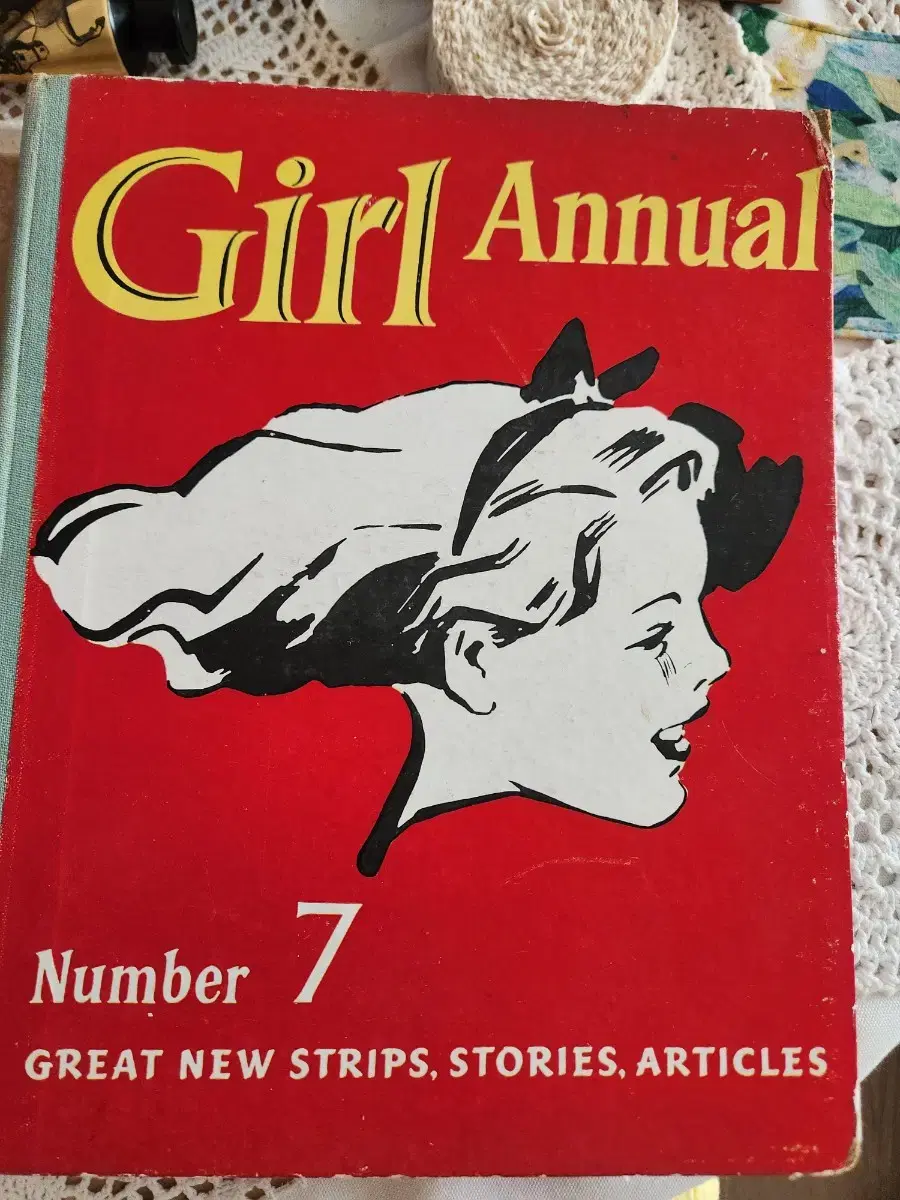 Girl Annual
Number 7
GREAT NEW STRIPS, STORIES, ARTICLES